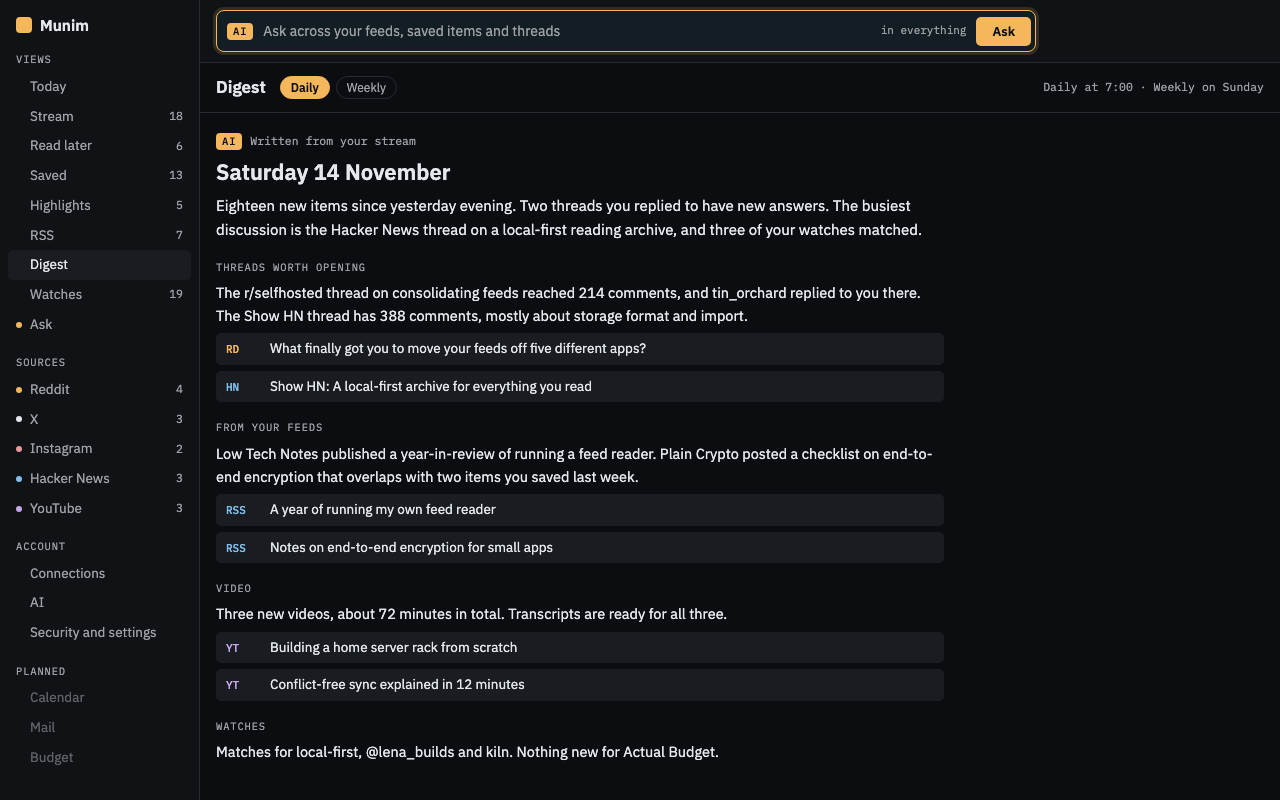 Munim
VIEWS
Today
Stream 18
Read later 6
Saved 13
Highlights 5
RSS 7
Digest
Watches 19
Ask
SOURCES
Reddit 4
X 3
Instagram 2
Hacker News 3
YouTube 3
ACCOUNT
Connections
AI
Security and settings
PLANNED
Calendar
Mail
Budget
AI Ask across your feeds, saved items and threads in everything Ask
Digest Daily Weekly Daily at 7:00 · Weekly on Sunday
AI Written from your stream
Saturday 14 November
Eighteen new items since yesterday evening. Two threads you replied to have new answers. The busiest
discussion is the Hacker News thread on a local-first reading archive, and three of your watches matched.
THREADS WORTH OPENING
The r/selfhosted thread on consolidating feeds reached 214 comments, and tin_orchard replied to you there.
The Show HN thread has 388 comments, mostly about storage format and import.
RD What finally got you to move your feeds off five different apps?
HN Show HN: A local-first archive for everything you read
FROM YOUR FEEDS
Low Tech Notes published a year-in-review of running a feed reader. Plain Crypto posted a checklist on end-to-
end encryption that overlaps with two items you saved last week.
RSS A year of running my own feed reader
RSS Notes on end-to-end encryption for small apps
VIDEO
Three new videos, about 72 minutes in total. Transcripts are ready for all three.
YT Building a home server rack from scratch
YT Conflict-free sync explained in 12 minutes
WATCHES
Matches for local-first, @lena_builds and kiln. Nothing new for Actual Budget.